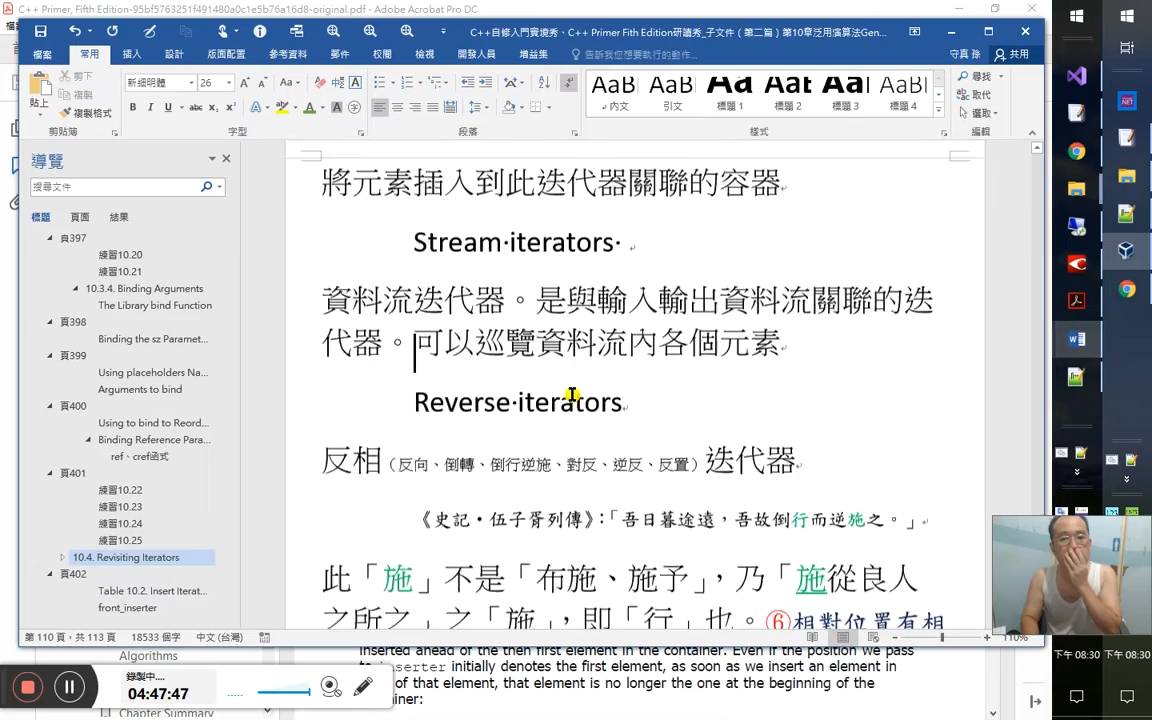 C++ Primer, Fifth Edition-95bf5763231491480a0c1e5b76a16d8-original.pdf - Adobe Acrobat Pro DC
C++自修入門實境秀、C++ Primer Fifth Edition研讀秀_子文件（第二篇）第10章泛用演算法Gen...
檔案
常用
插入
設計
版面配置
參考資料
郵件
校閱
檢視
開發人員
增益集
告訴我您想要執行的動作...
守真 孫
共用
貼上
剪下
複製
複製格式
新細明體
26
AaB
AaB
AaB
Aat
AaI
AaBl
內文
引文
標題 1
標題 2
標題 3
標題 4
尋找
取代
選取
剪貼簿
字型
段落
樣式
編輯
導覽
搜尋文件
標題
頁面
結果
頁397
練習10.20
練習10.21
10.3.4. Binding Arguments
The Library bind Function
頁398
Binding the sz Paramet...
頁399
Using placeholders Na...
Arguments to bind
頁400
Using to bind to Reord...
Binding Reference Para...
ref、cref函式
頁401
練習10.22
練習10.23
練習10.24
練習10.25
10.4. Revisiting Iterators
頁402
Table 10.2. Insert Iterat...
front_inserter
將元素插入到此迭代器關聯的容器
Stream·iterators·
資料流迭代器。是與輸入輸出資料流關聯的迭
代器。可以巡覽資料流內各個元素
Reverse·iterators
反相（反向、倒轉、倒行逆施、對反、逆反、反置）迭代器
《史記·伍子胥列傳》：「吾日暮途遠，吾故倒行而逆施之。」
此「施」不是「布施、施予」，乃「施從良人
之所之」之「施」，即「行」也。⑥相對位置有相
第 110 頁，共 113 頁
18533 個字
中文 (台灣)
110%
inserted ahead of the then first element in the container. Even if the position we pass
inserter initially denotes the first element, as soon as we insert an element in
of that element, that element is no longer the one at the beginning of the
Algorithms
Chapter Summary
錄製中...
04:47:47
下午 08:30
下午 08:30